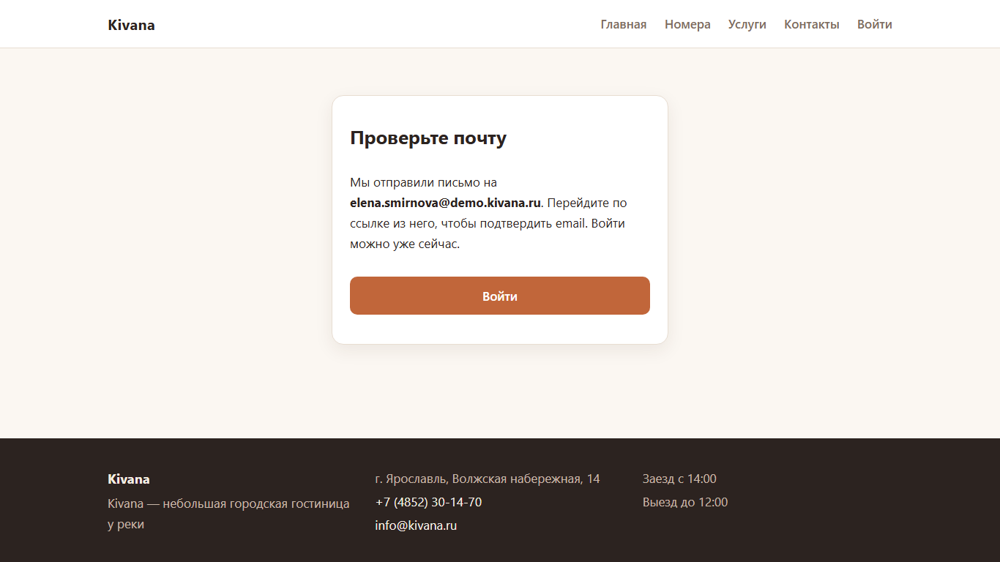 Kivana
Главная Номера Услуги Контакты Войти
Проверьте почту
Мы отправили письмо на
elena.smirnova@demo.kivana.ru. Перейдите по
ссылке из него, чтобы подтвердить email. Войти
можно уже сейчас.
Войти
Kivana
Kivana — небольшая городская гостиница
у реки
г. Ярославль, Волжская набережная, 14
+7 (4852) 30-14-70
info@kivana.ru
Заезд с 14:00
Выезд до 12:00